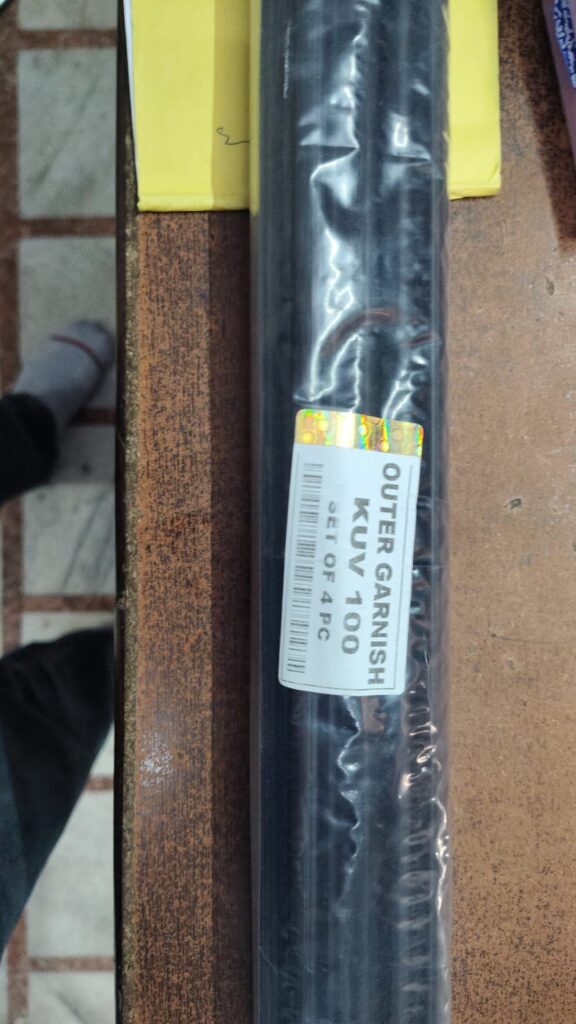 OUTER GARNISH
KUV 100
SET OF 4 PC